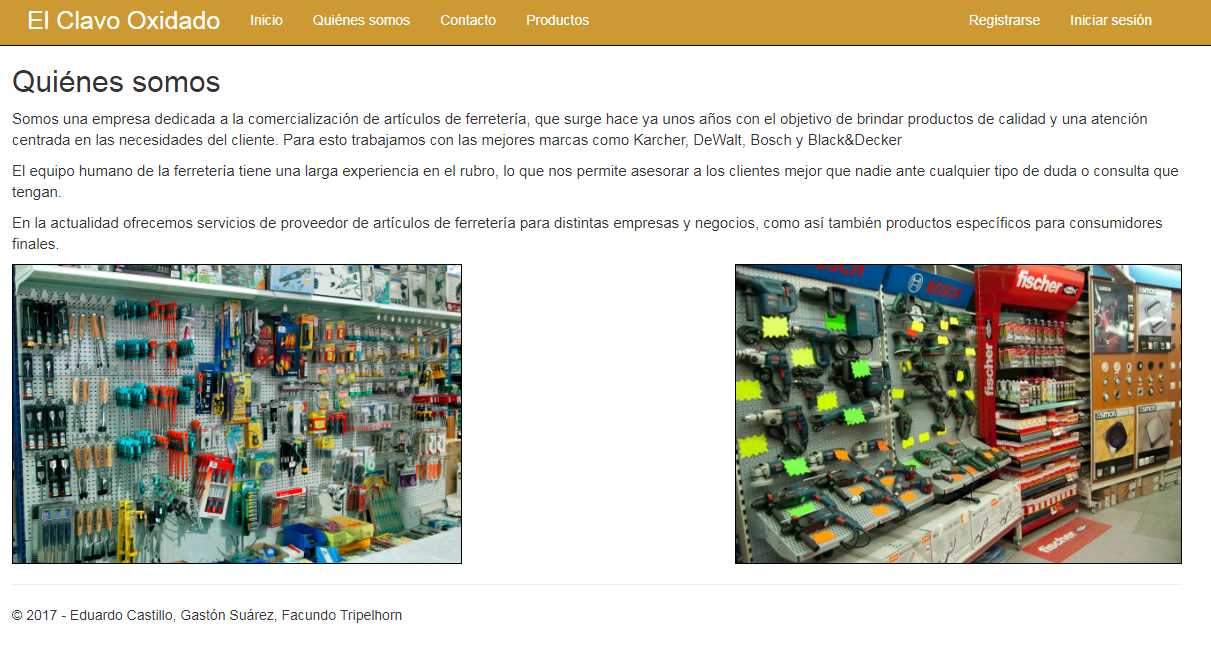 El Clavo Oxidado Inicio Quiénes somos Contacto Productos Registrarse Iniciar sesión
Quiénes somos
Somos una empresa dedicada a la comercialización de artículos de ferretería, que surge hace ya unos años con el objetivo de brindar productos de calidad y una atención
centrada en las necesidades del cliente. Para esto trabajamos con las mejores marcas como Karcher, DeWalt, Bosch y Black&Decker
El equipo humano de la ferretería tiene una larga experiencia en el rubro, lo que nos permite asesorar a los clientes mejor que nadie ante cualquier tipo de duda o consulta que
tengan.
En la actualidad ofrecemos servicios de proveedor de artículos de ferretería para distintas empresas y negocios, como así también productos específicos para consumidores
finales.
BOSCH
BOSCH
fischer
fischer
simon
simon
simon
simon
fischer
© 2017 - Eduardo Castillo, Gastón Suárez, Facundo Tripelhorn